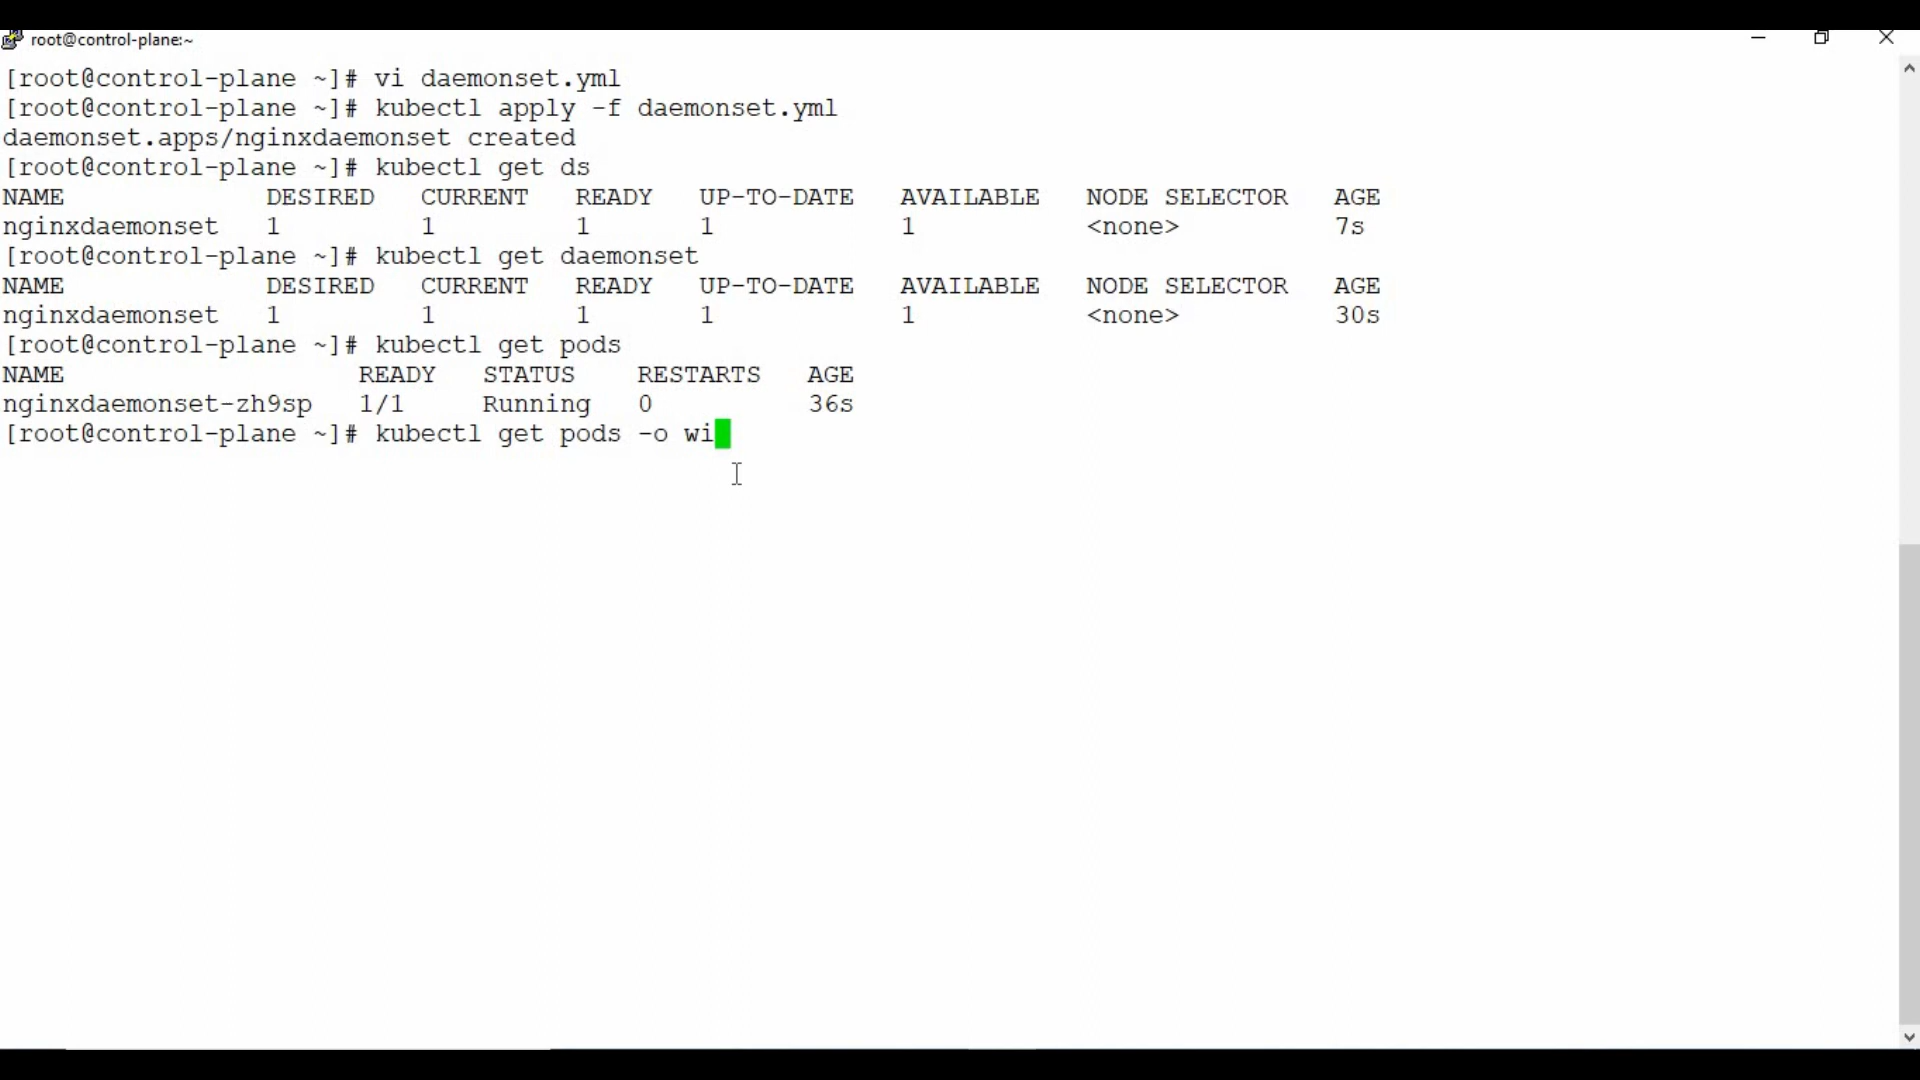 root@control-plane:~
[root@control-plane ~]# vi daemonset.yml
[root@control-plane ~]# kubectl apply -f daemonset.yml
daemonset.apps/nginxdaemonset created
[root@control-plane ~]# kubectl get ds
NAME             DESIRED   CURRENT   READY   UP-TO-DATE   AVAILABLE   NODE SELECTOR   AGE
nginxdaemonset   1         1         1       1            1           <none>          7s
[root@control-plane ~]# kubectl get daemonset
NAME             DESIRED   CURRENT   READY   UP-TO-DATE   AVAILABLE   NODE SELECTOR   AGE
nginxdaemonset   1         1         1       1            1           <none>          30s
[root@control-plane ~]# kubectl get pods
NAME                   READY   STATUS    RESTARTS   AGE
nginxdaemonset-zh9sp   1/1     Running   0          36s
[root@control-plane ~]# kubectl get pods -o wi